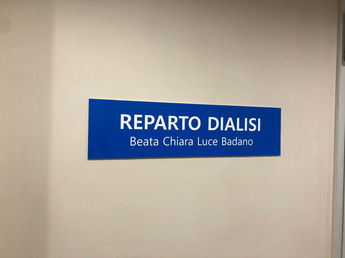 REPARTO DIALISI
Beata Chiara Luce Badano